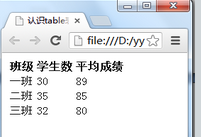 认识table
file:///D:/yy
班级 学生数 平均成绩
一班 30 89
二班 35 85
三班 32 80